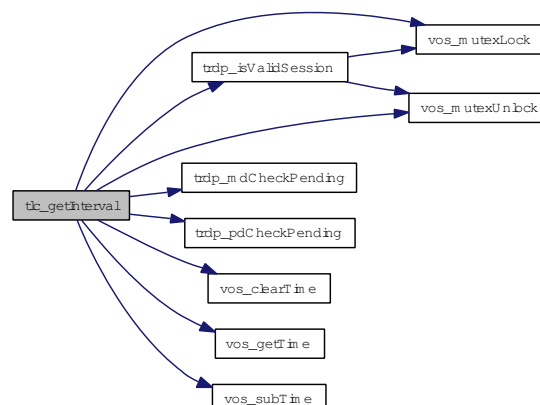 vos_mutexLock
trdp_isValidSession
vos_mutexUnlock
trdp_mdCheckPending
tlc_getInterval
trdp_pdCheckPending
vos_clearTime
vos_getTime
vos_subTime